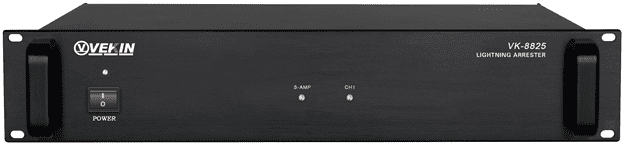 VEKIN
VK-8825
LIGHTNING ARRESTER
S-AMP CH1
I
O
POWER